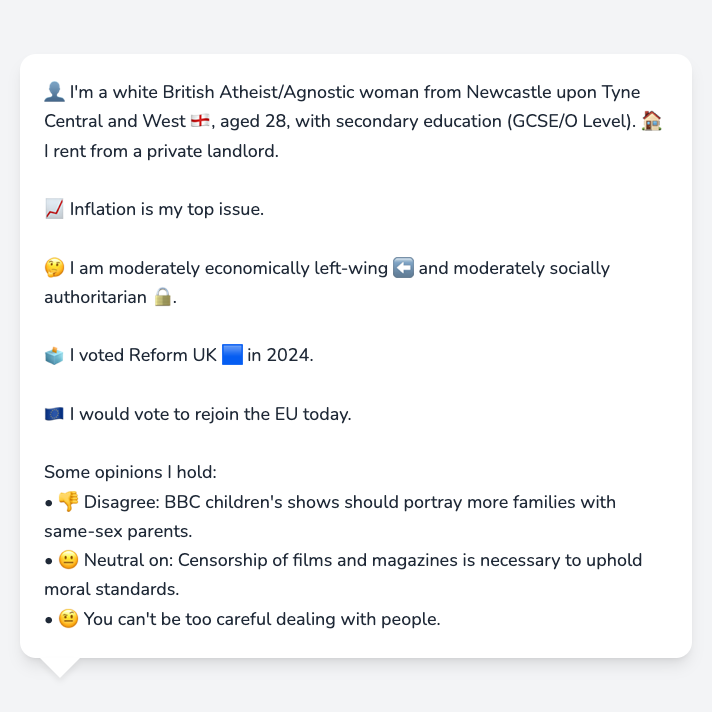 👤 I'm a white British Atheist/Agnostic woman from Newcastle upon Tyne
Central and West 🏴󠁧󠁢󠁥󠁮󠁧󠁿, aged 28, with secondary education (GCSE/O Level). 🏠
I rent from a private landlord.
📈 Inflation is my top issue.
🤔 I am moderately economically left-wing ⬅️ and moderately socially
authoritarian 🔒.
🗳️ I voted Reform UK 🟦 in 2024.
🇪🇺 I would vote to rejoin the EU today.
Some opinions I hold:
• 👎 Disagree: BBC children's shows should portray more families with
same-sex parents.
• 😐 Neutral on: Censorship of films and magazines is necessary to uphold
moral standards.
• 🤨 You can't be too careful dealing with people.